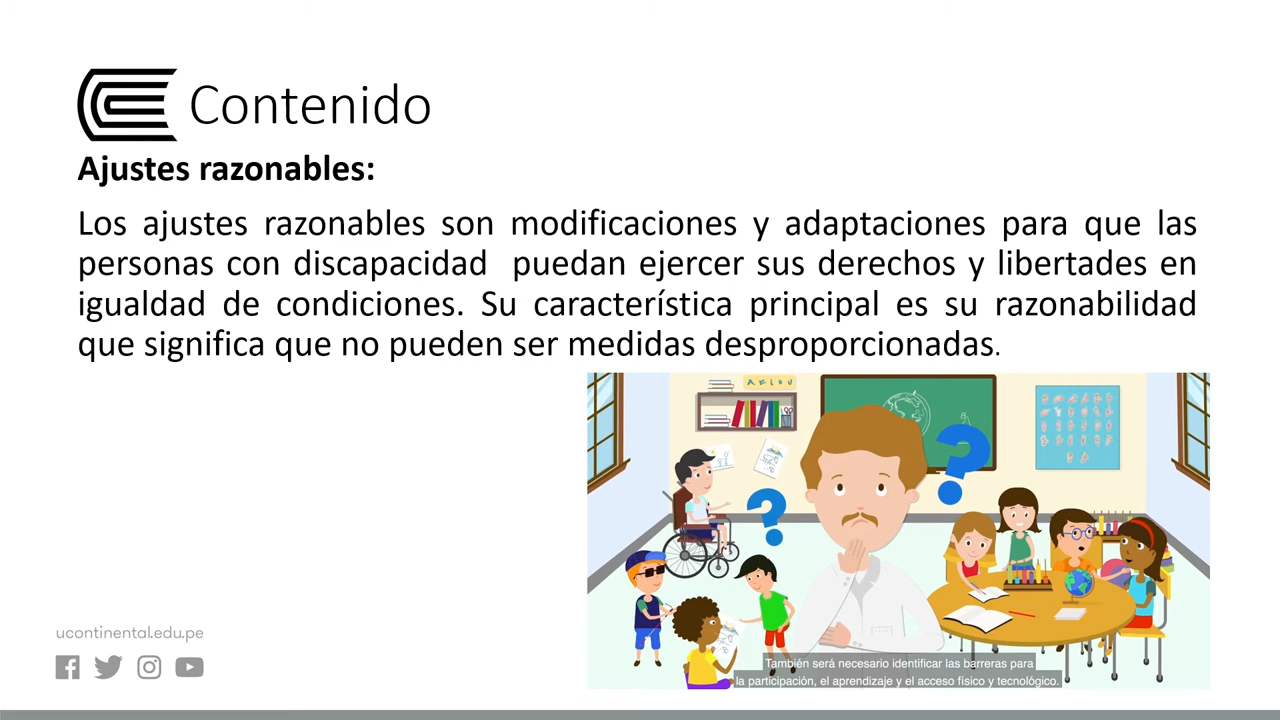 Contenido
Ajustes razonables:
Los ajustes razonables son modificaciones y adaptaciones para que las
personas con discapacidad puedan ejercer sus derechos y libertades en
igualdad de condiciones. Su característica principal es su razonabilidad
que significa que no pueden ser medidas desproporcionadas.
A E I O U
También será necesario identificar las barreras para
la participación, el aprendizaje y el acceso físico y tecnológico.
ucontinental.edu.pe